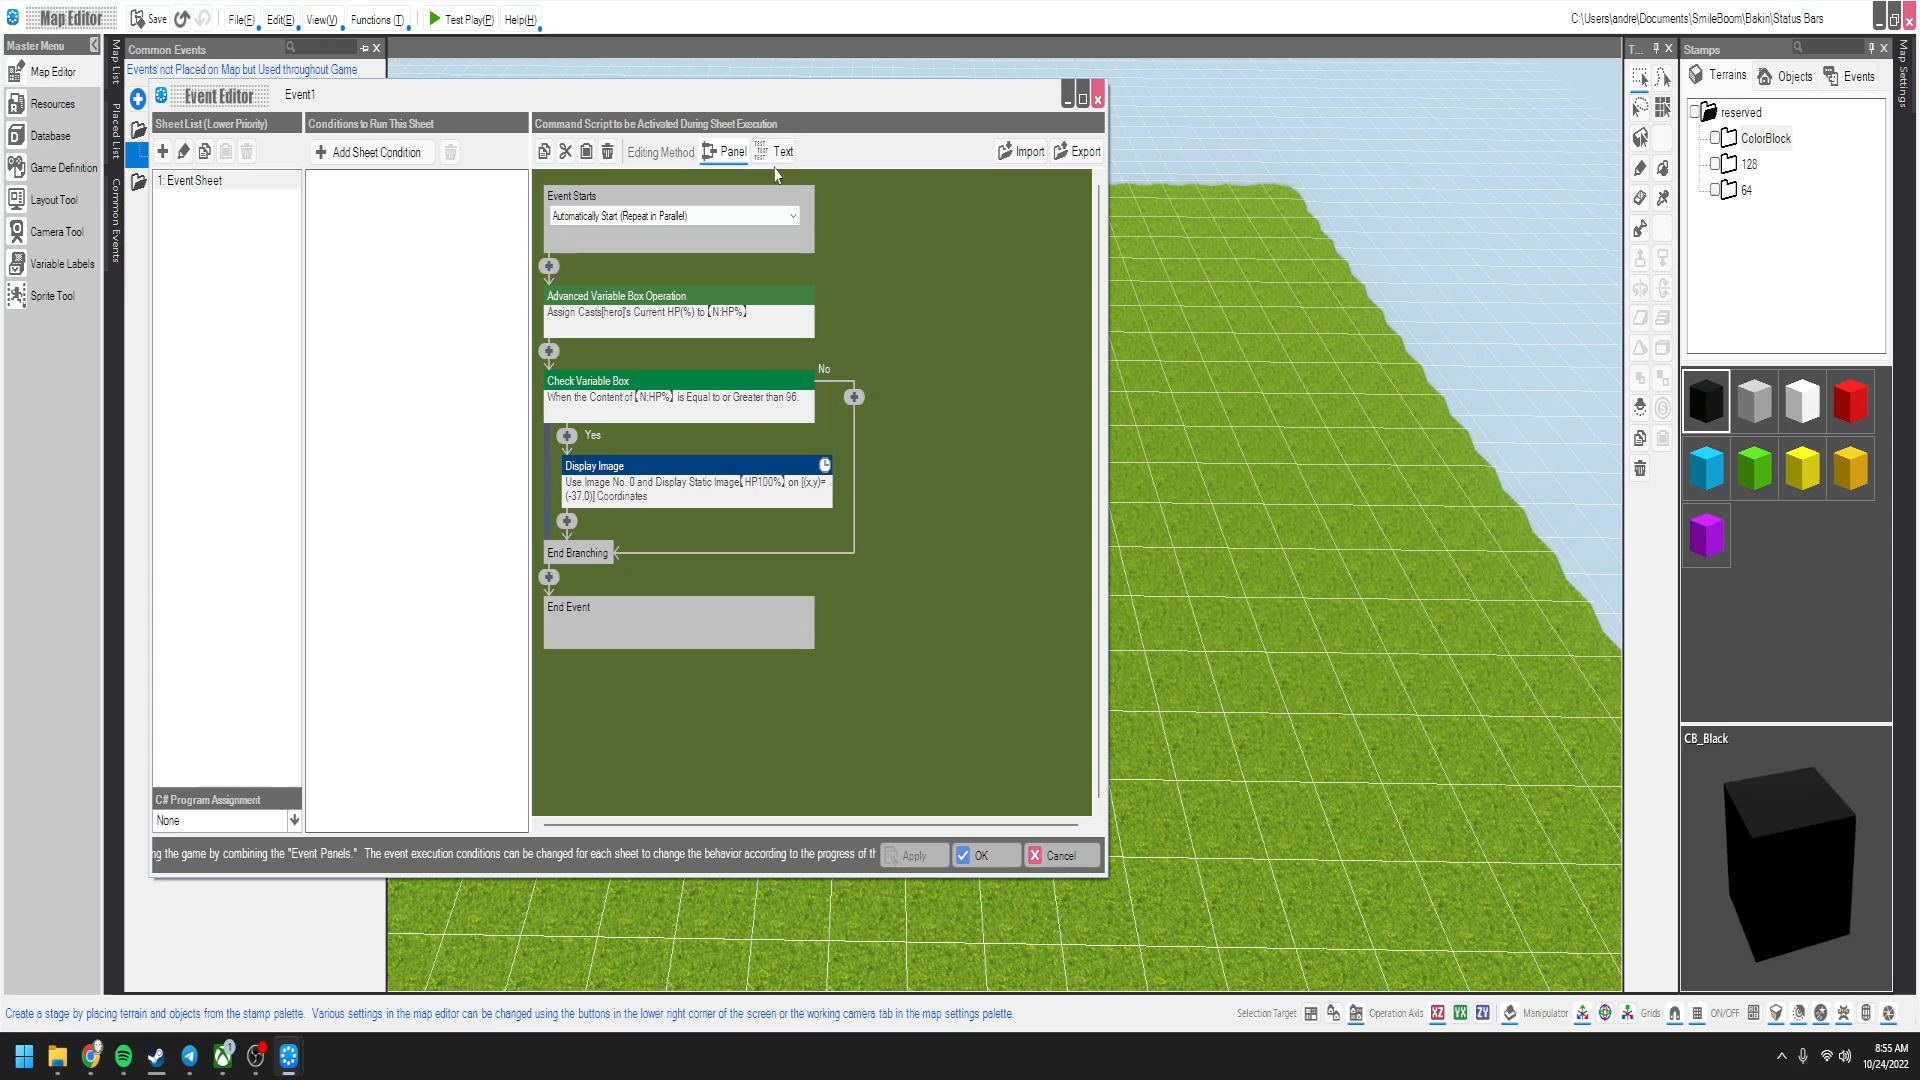 Map Editor
Save
File(F)
Edit(E)
View(V)
Functions (T)
Test Play(P)
Help(H)
C:\Users\andre\Documents\SmileBoom\Bakin\Status Bars
Master Menu
Map Editor
Resources
Database
Game Definition
Layout Tool
Camera Tool
Variable Labels
Sprite Tool
Map List
Placed List
Common Events
Common Events
Events not Placed on Map but Used throughout Game
Event Editor
Event1
Sheet List (Lower Priority)
Conditions to Run This Sheet
Command Script to be Activated During Sheet Execution
Add Sheet Condition
Editing Method
Panel
TEXT
TEXT
TEXT
Text
Import
Export
1: Event Sheet
Event Starts
Automatically Start (Repeat in Parallel)
Advanced Variable Box Operation
Assign Casts[hero]'s Current HP(%) to【N:HP%】
No
Check Variable Box
When the Content of【N:HP%】is Equal to or Greater than 96.
Yes
Display Image
Use Image No. 0 and Display Static Image【HP100%】on [(x,y)=
(-37,0)] Coordinates
End Branching
End Event
C# Program Assignment
None
ng the game by combining the "Event Panels." The event execution conditions can be changed for each sheet to change the behavior according to the progress of th
Apply
OK
Cancel
T...
Stamps
Map Settings
Terrains
Objects
Events
reserved
ColorBlock
128
64
CB_Black
Create a stage by placing terrain and objects from the stamp palette. Various settings in the map editor can be changed using the buttons in the lower right corner of the screen or the working camera tab in the map settings palette.
Selection Target
Operation Axis
XZ
YX
ZY
Manipulator
Grids
ON/OFF
1
8:55 AM
10/24/2022